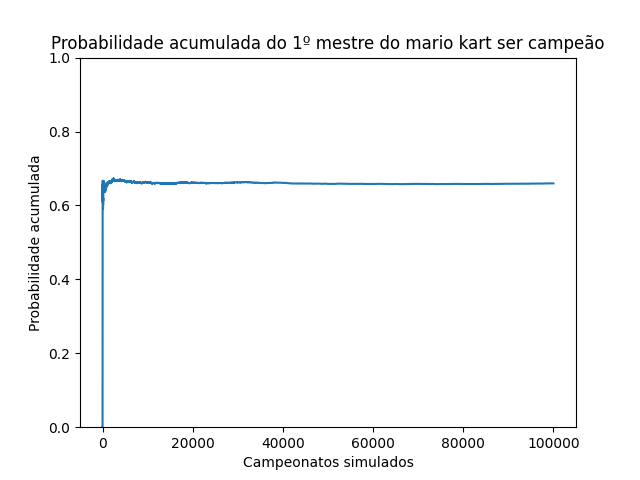 Probabilidade acumulada do 1º mestre do mario kart ser campeão
1.0
0.8
0.6
0.4
0.2
0.0
Probabilidade acumulada
0 20000 40000 60000 80000 100000
Campeonatos simulados